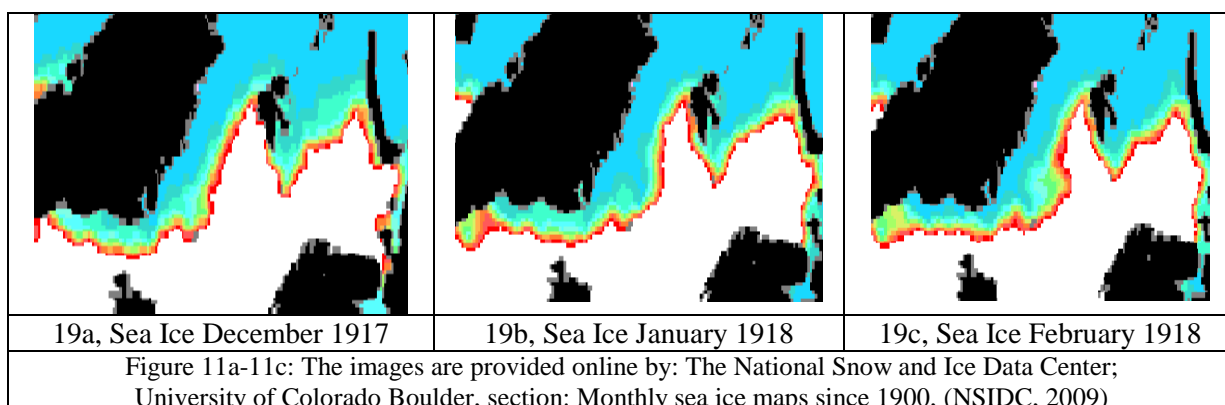 19a, Sea Ice December 1917
19b, Sea Ice January 1918
19c, Sea Ice February 1918
Figure 11a-11c: The images are provided online by: The National Snow and Ice Data Center;
University of Colorado Boulder, section: Monthly sea ice maps since 1900. (NSIDC, 2009)